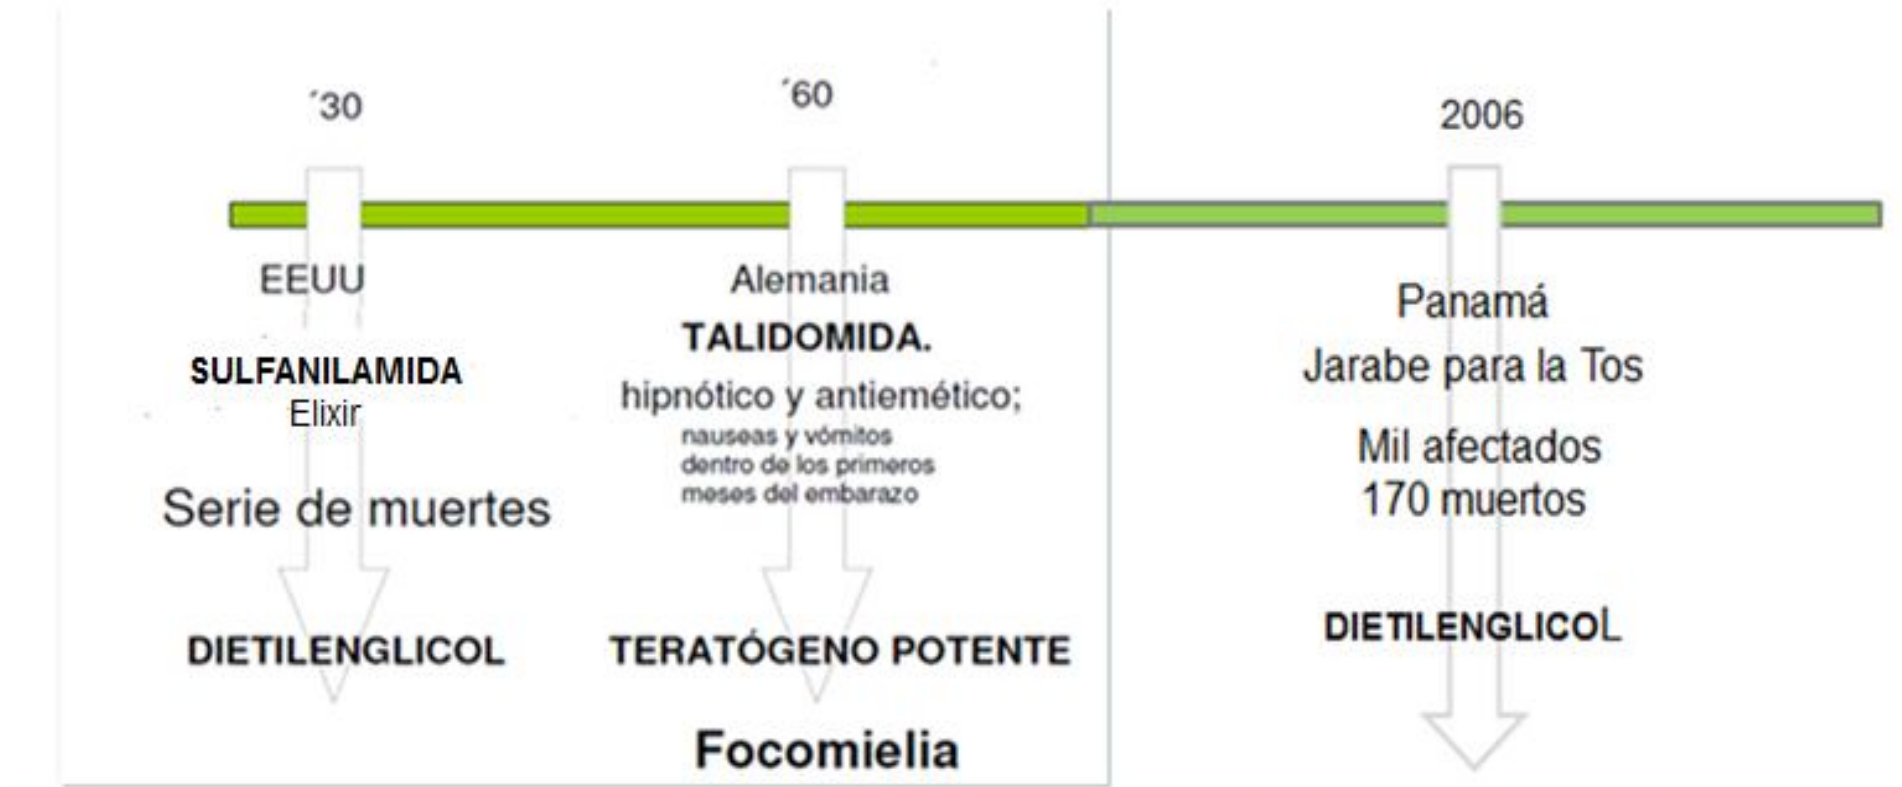 ´30
EEUU
SULFANILAMIDA
Elixir
Serie de muertes
DIETILENGLICOL
´60
Alemania
TALIDOMIDA.
hipnótico y antiemético;
nauseas y vómitos
dentro de los primeros
meses del embarazo
TERATÓGENO POTENTE
Focomielia
2006
Panamá
Jarabe para la Tos
Mil afectados
170 muertos
DIETILENGLICOL